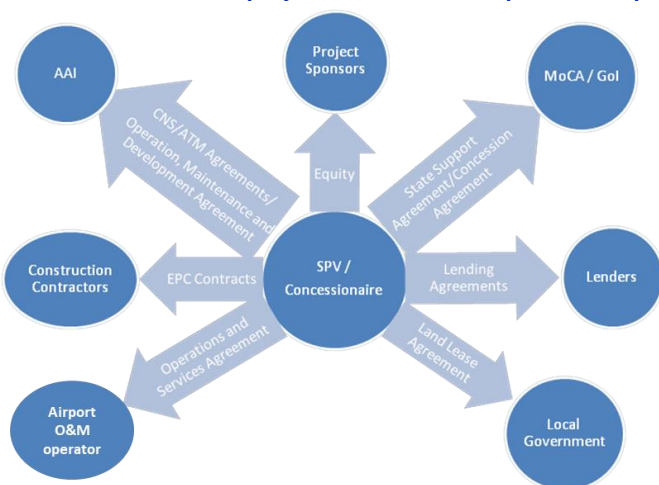 AAI
Project
Sponsors
MoCA / GoI
CNS/ATM Agreements/
Operation, Maintenance and
Development Agreement
Equity
State Support
Agreement/Concession
Agreement
Construction
Contractors
EPC Contracts
SPV /
Concessionaire
Lending
Agreements
Lenders
Operations and
Services Agreement
Land Lease
Agreement
Airport
O&M
operator
Local
Government